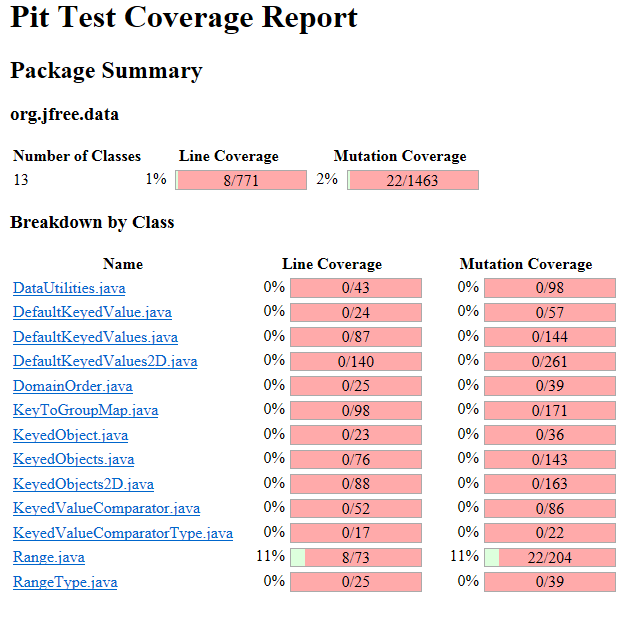 Pit Test Coverage Report
Package Summary
org.jfree.data
Number of Classes Line Coverage Mutation Coverage
13 1% 8/771 2% 22/1463
Breakdown by Class
Name Line Coverage Mutation Coverage
DataUtilities.java 0% 0/43 0% 0/98
DefaultKeyedValue.java 0% 0/24 0% 0/57
DefaultKeyedValues.java 0% 0/87 0% 0/144
DefaultKeyedValues2D.java 0% 0/140 0% 0/261
DomainOrder.java 0% 0/25 0% 0/39
KeyToGroupMap.java 0% 0/98 0% 0/171
KeyedObject.java 0% 0/23 0% 0/36
KeyedObjects.java 0% 0/76 0% 0/143
KeyedObjects2D.java 0% 0/88 0% 0/163
KeyedValueComparator.java 0% 0/52 0% 0/86
KeyedValueComparatorType.java 0% 0/17 0% 0/22
Range.java 11% 8/73 11% 22/204
RangeType.java 0% 0/25 0% 0/39